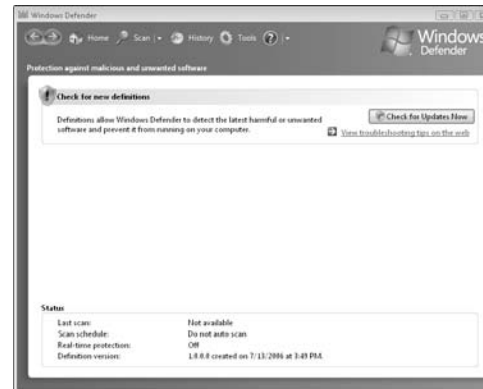 Windows Defender
Home Scan History Tools
Windows Defender
Protection against malicious and unwanted software
Check for new definitions
Definitions allow Windows Defender to detect the latest harmful or unwanted
software and prevent it from running on your computer.
Check for Updates Now
View troubleshooting tips on the web
Status
Last scan: Not available
Scan schedule: Do not auto scan
Real-time protection: Off
Definition version: 1.0.0.0 created on 7/13/2006 at 3:49 PM.